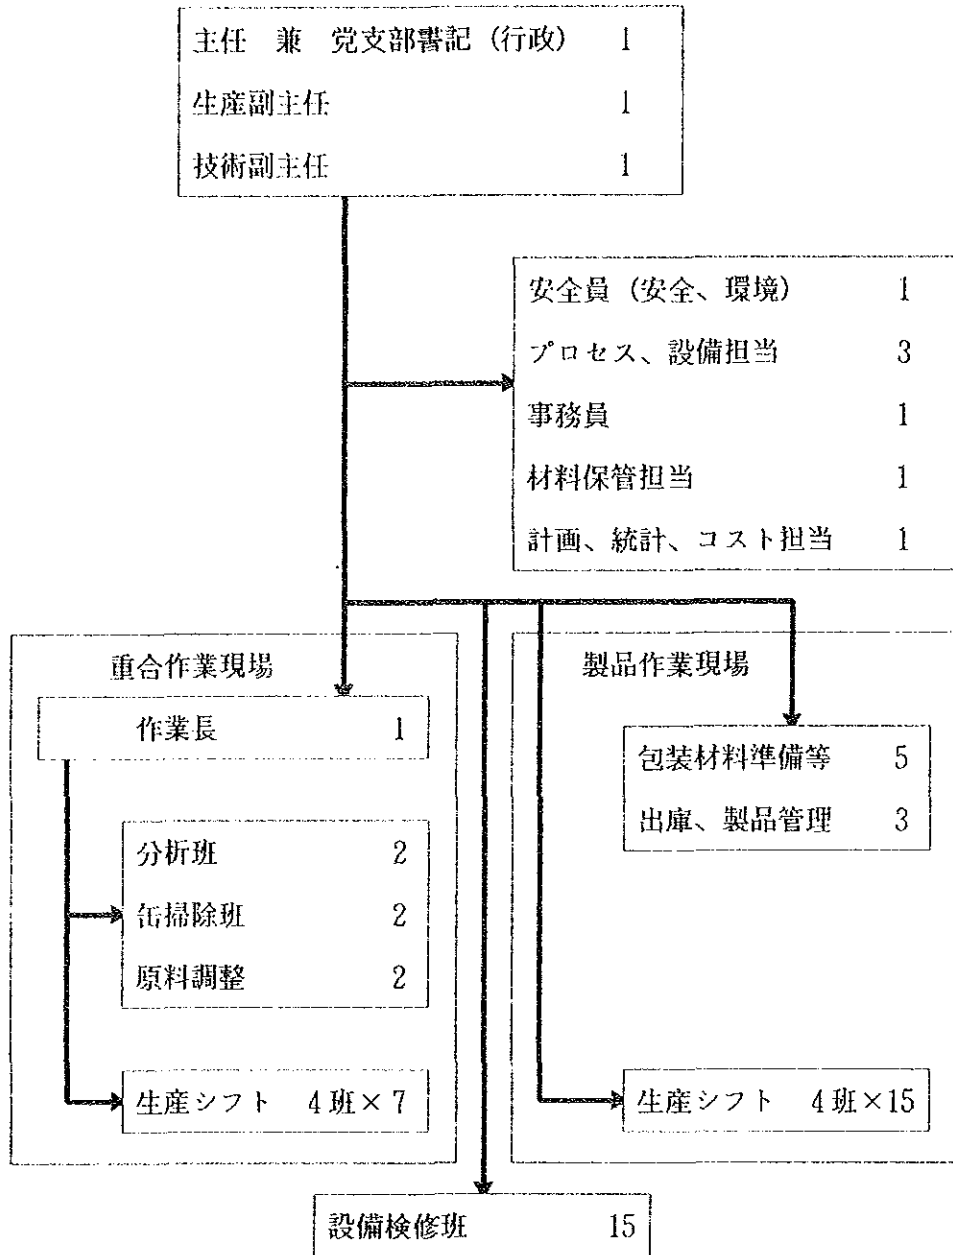 主任 兼 党支部書記（行政） 1
生産副主任 1
技術副主任 1
安全員（安全、環境） 1
プロセス、設備担当 3
事務員 1
材料保管担当 1
計画、統計、コスト担当 1
重合作業現場
作業長 1
分析班 2
缶掃除班 2
原料調整 2
生産シフト 4班×7
製品作業現場
包装材料準備等 5
出庫、製品管理 3
生産シフト 4班×15
設備検修班 15